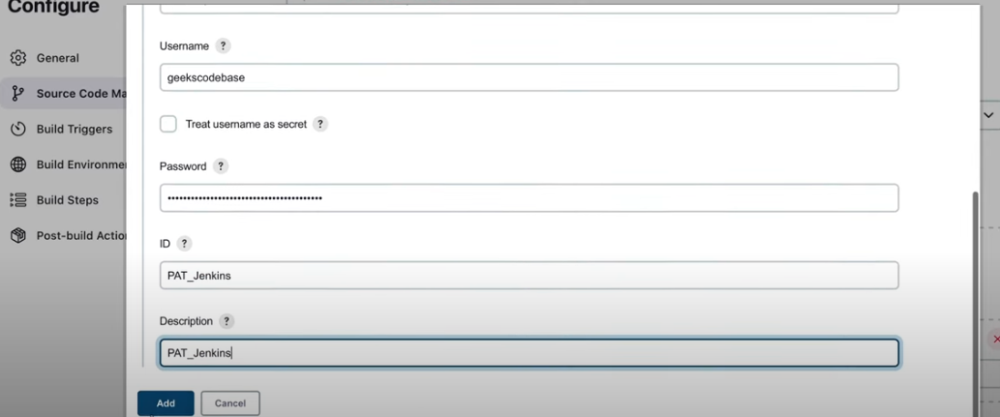 Configure
General
Source Code Ma
Build Triggers
Build Environme
Build Steps
Post-build Actio
Username ?
geekscodebase
Treat username as secret ?
Password ?
••••••••••••••••••••••••••••••••••••••••
ID ?
PAT_Jenkins
Description ?
PAT_Jenkins
Add
Cancel